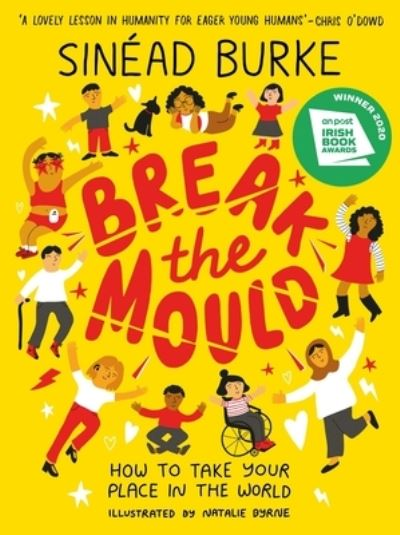 'A LOVELY LESSON IN HUMANITY FOR EAGER YOUNG HUMANS'–CHRIS O'DOWD
SINÉAD BURKE
WINNER 2020
an post
IRISH
BOOK
AWARDS
BREAK
the
MOULD
HOW TO TAKE YOUR
PLACE IN THE WORLD
ILLUSTRATED BY NATALIE BYRNE